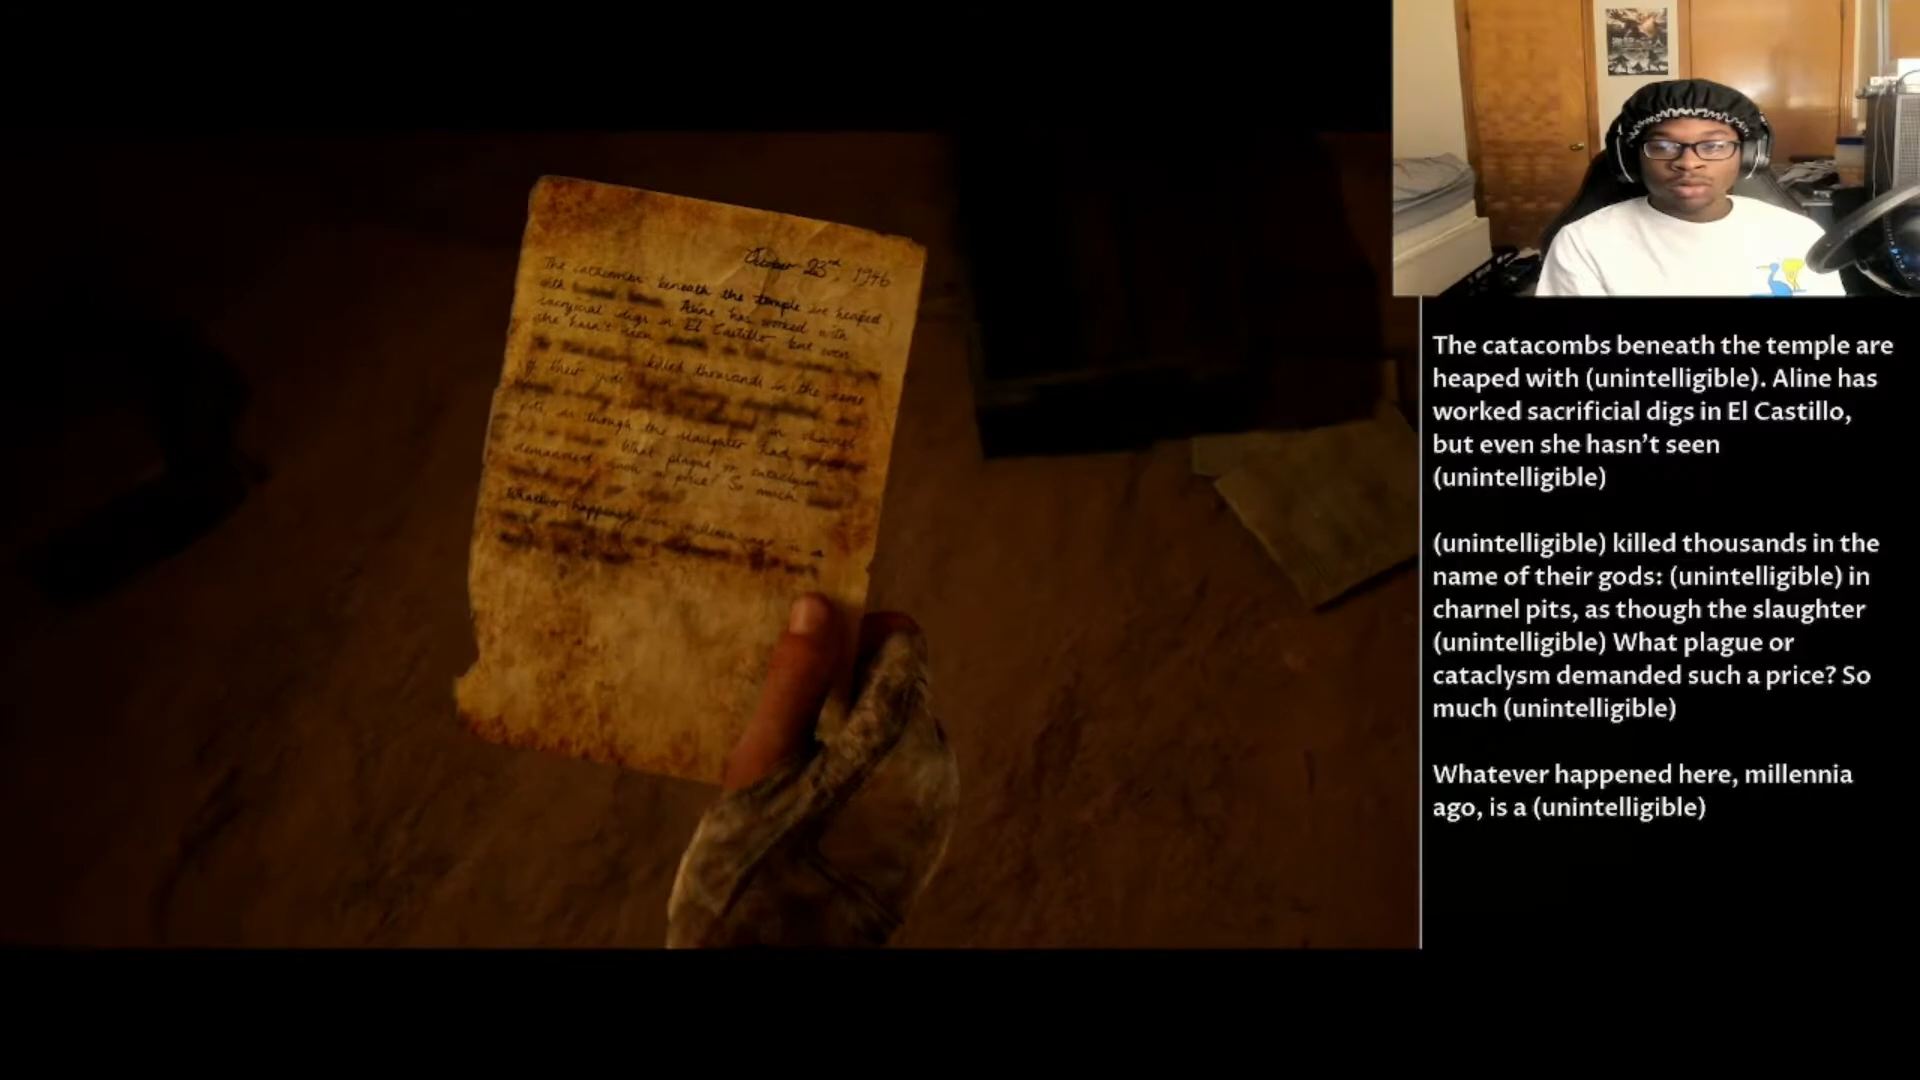 October 23rd, 1946
The catacombs beneath the temple are heaped
with
Aline has worked with
sacrificial digs in El Castillo, but even
she hasn't seen
killed thousands in the name
of their gods
in charnel
pits, as though the slaughter had
What plague or cataclysm
demanded such a price? So much
Whatever happened here, millennia ago, is a
The catacombs beneath the temple are
heaped with (unintelligible). Aline has
worked sacrificial digs in El Castillo,
but even she hasn't seen
(unintelligible)
(unintelligible) killed thousands in the
name of their gods: (unintelligible) in
charnel pits, as though the slaughter
(unintelligible) What plague or
cataclysm demanded such a price? So
much (unintelligible)
Whatever happened here, millennia
ago, is a (unintelligible)